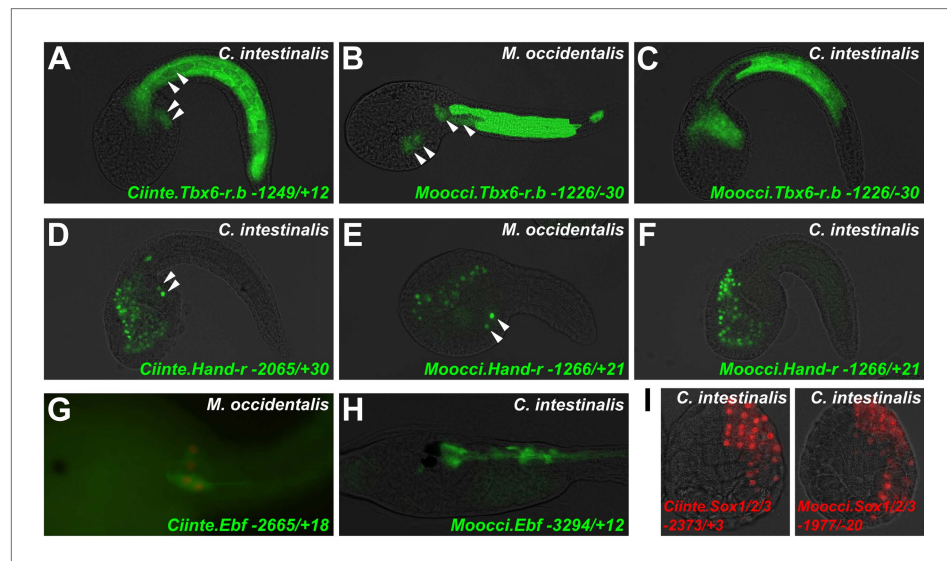 A
C. intestinalis
Ciinte.Tbx6-r.b -1249/+12
B
M. occidentalis
Moocci.Tbx6-r.b -1226/-30
C
C. intestinalis
Moocci.Tbx6-r.b -1226/-30
D
C. intestinalis
Ciinte.Hand-r -2065/+30
E
M. occidentalis
Moocci.Hand-r -1266/+21
F
C. intestinalis
Moocci.Hand-r -1266/+21
G
M. occidentalis
Ciinte.Ebf -2665/+18
H
C. intestinalis
Moocci.Ebf -3294/+12
I
C. intestinalis
Ciinte.Sox1/2/3
-2373/+3
C. intestinalis
Moocci.Sox1/2/3
-1977/-20